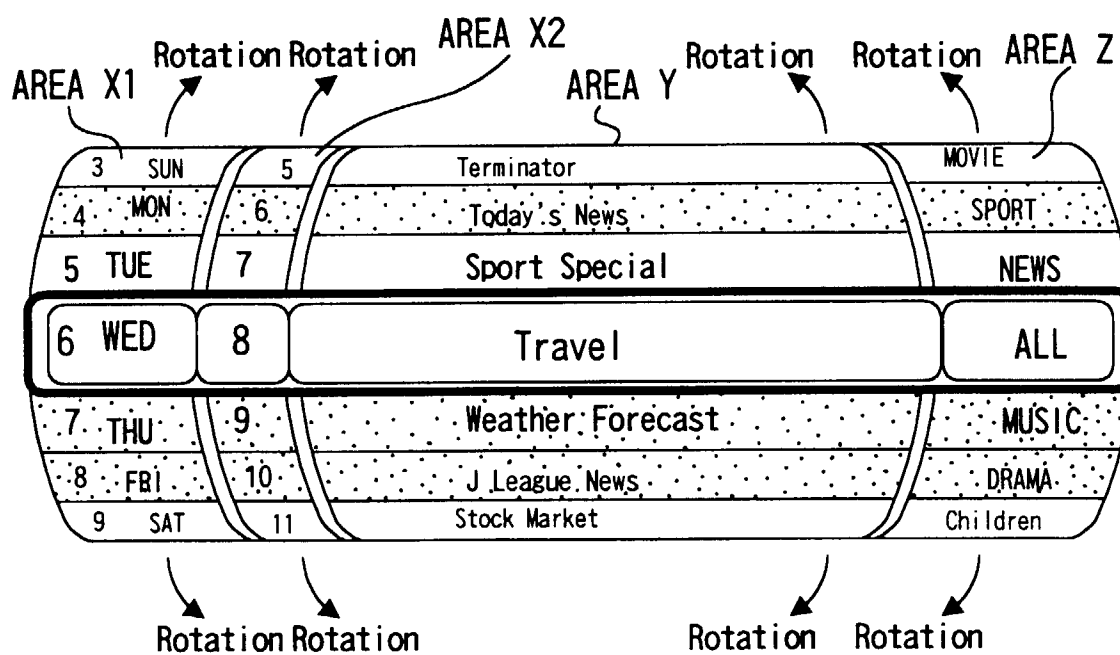 AREA X2
Rotation Rotation Rotation Rotation AREA Z
AREA X1 AREA Y
3 SUN 5 Terminator MOVIE
4 MON 6 Today's News SPORT
5 TUE 7 Sport Special NEWS
6 WED 8 Travel ALL
7 THU 9 Weather Forecast MUSIC
8 FRI 10 J League News DRAMA
9 SAT 11 Stock Market Children
Rotation Rotation Rotation Rotation